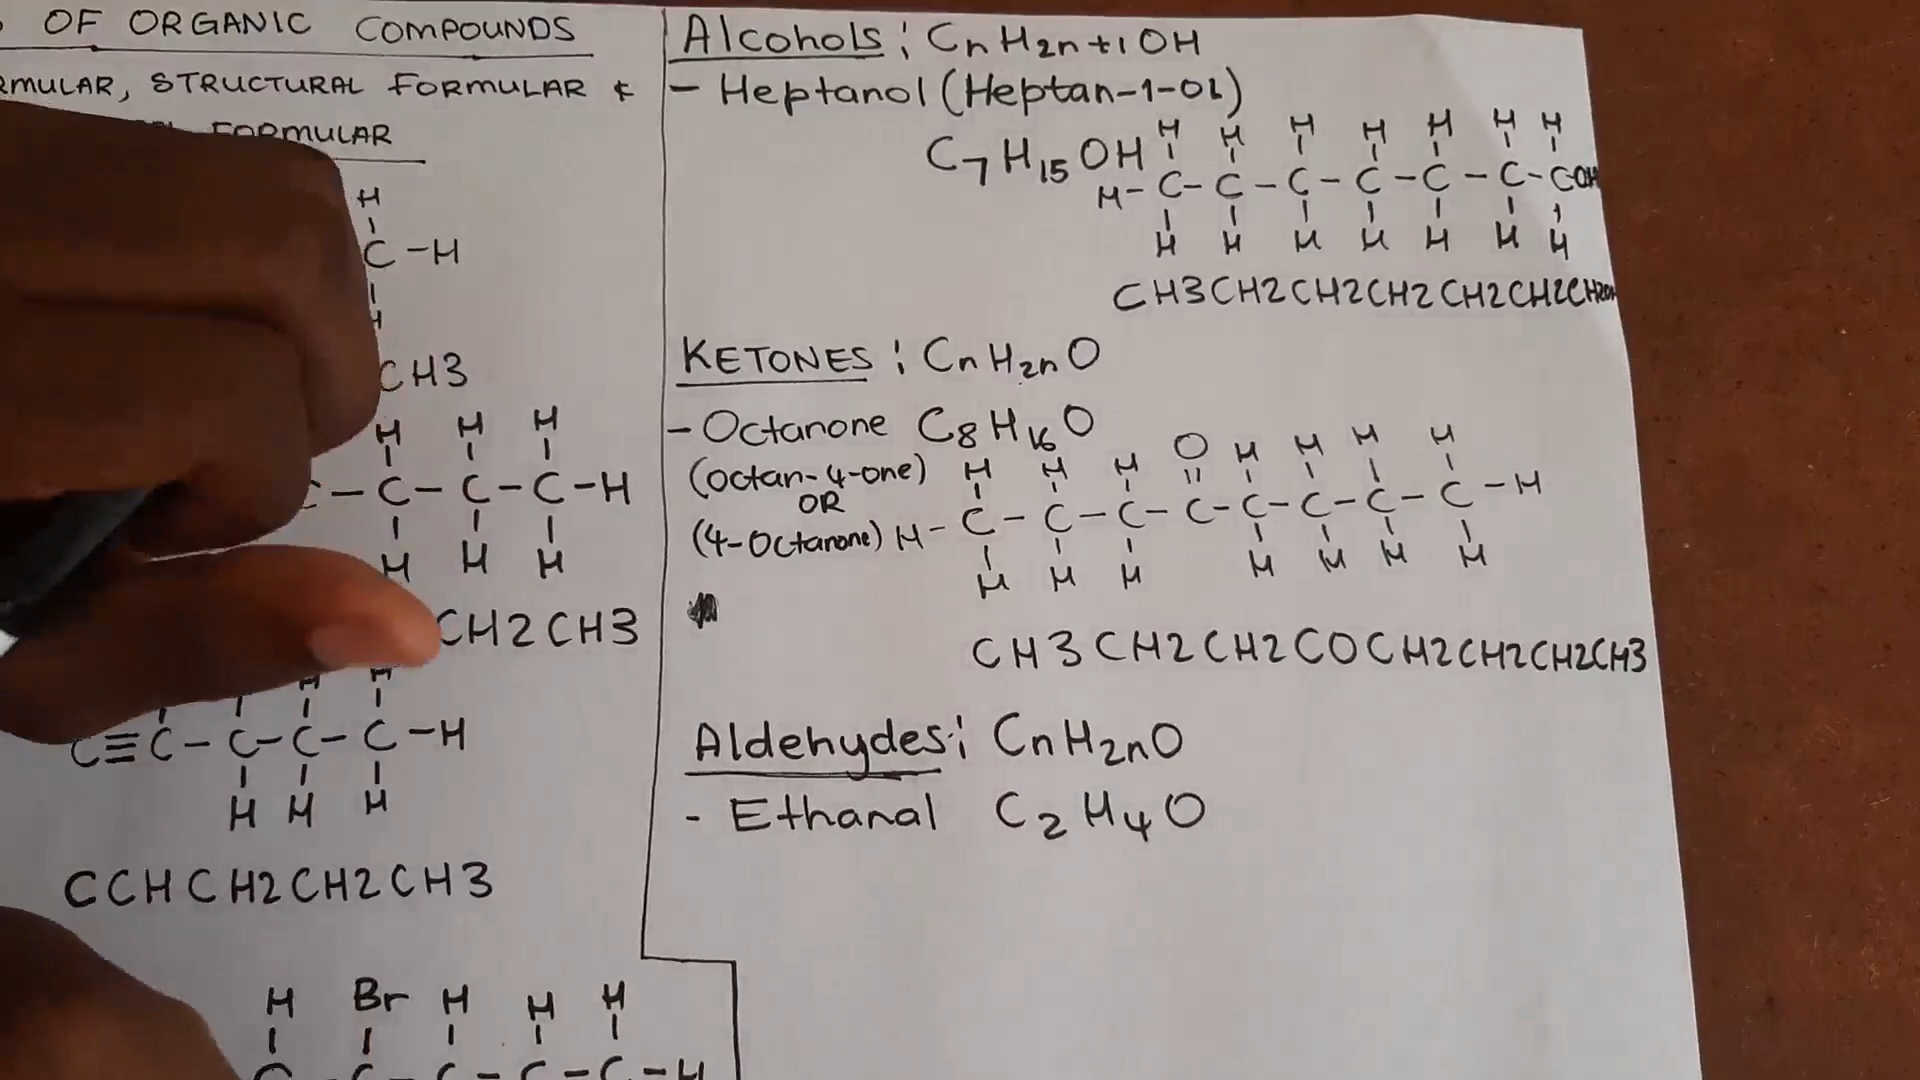 OF ORGANIC COMPOUNDS
RMULAR, STRUCTURAL FORMULAR &
FORMULAR
H
C - H
H
CH3
H H H
- C - C - C - H
H H H
CH2CH3
H H
C≡C - C - C - C - H
H H H
CCHCH2CH2CH3
H Br H H H
C - C - C - C - C - H
Alcohols : CnH2n+1OH
- Heptanol (Heptan-1-OL)
C7H15OH
H H H H H H H
H - C - C - C - C - C - C - COH
H H H H H H H
CH3CH2CH2CH2CH2CH2CH2OH
KETONES : CnH2nO
- Octanone C8H16O
(octan-4-one)
OR
(4-Octanone)
H H H O H H H H
H - C - C - C - C - C - C - C - C - H
H H H H H H H
CH3CH2CH2COCH2CH2CH2CH3
Aldehydes : CnH2nO
- Ethanal C2H4O